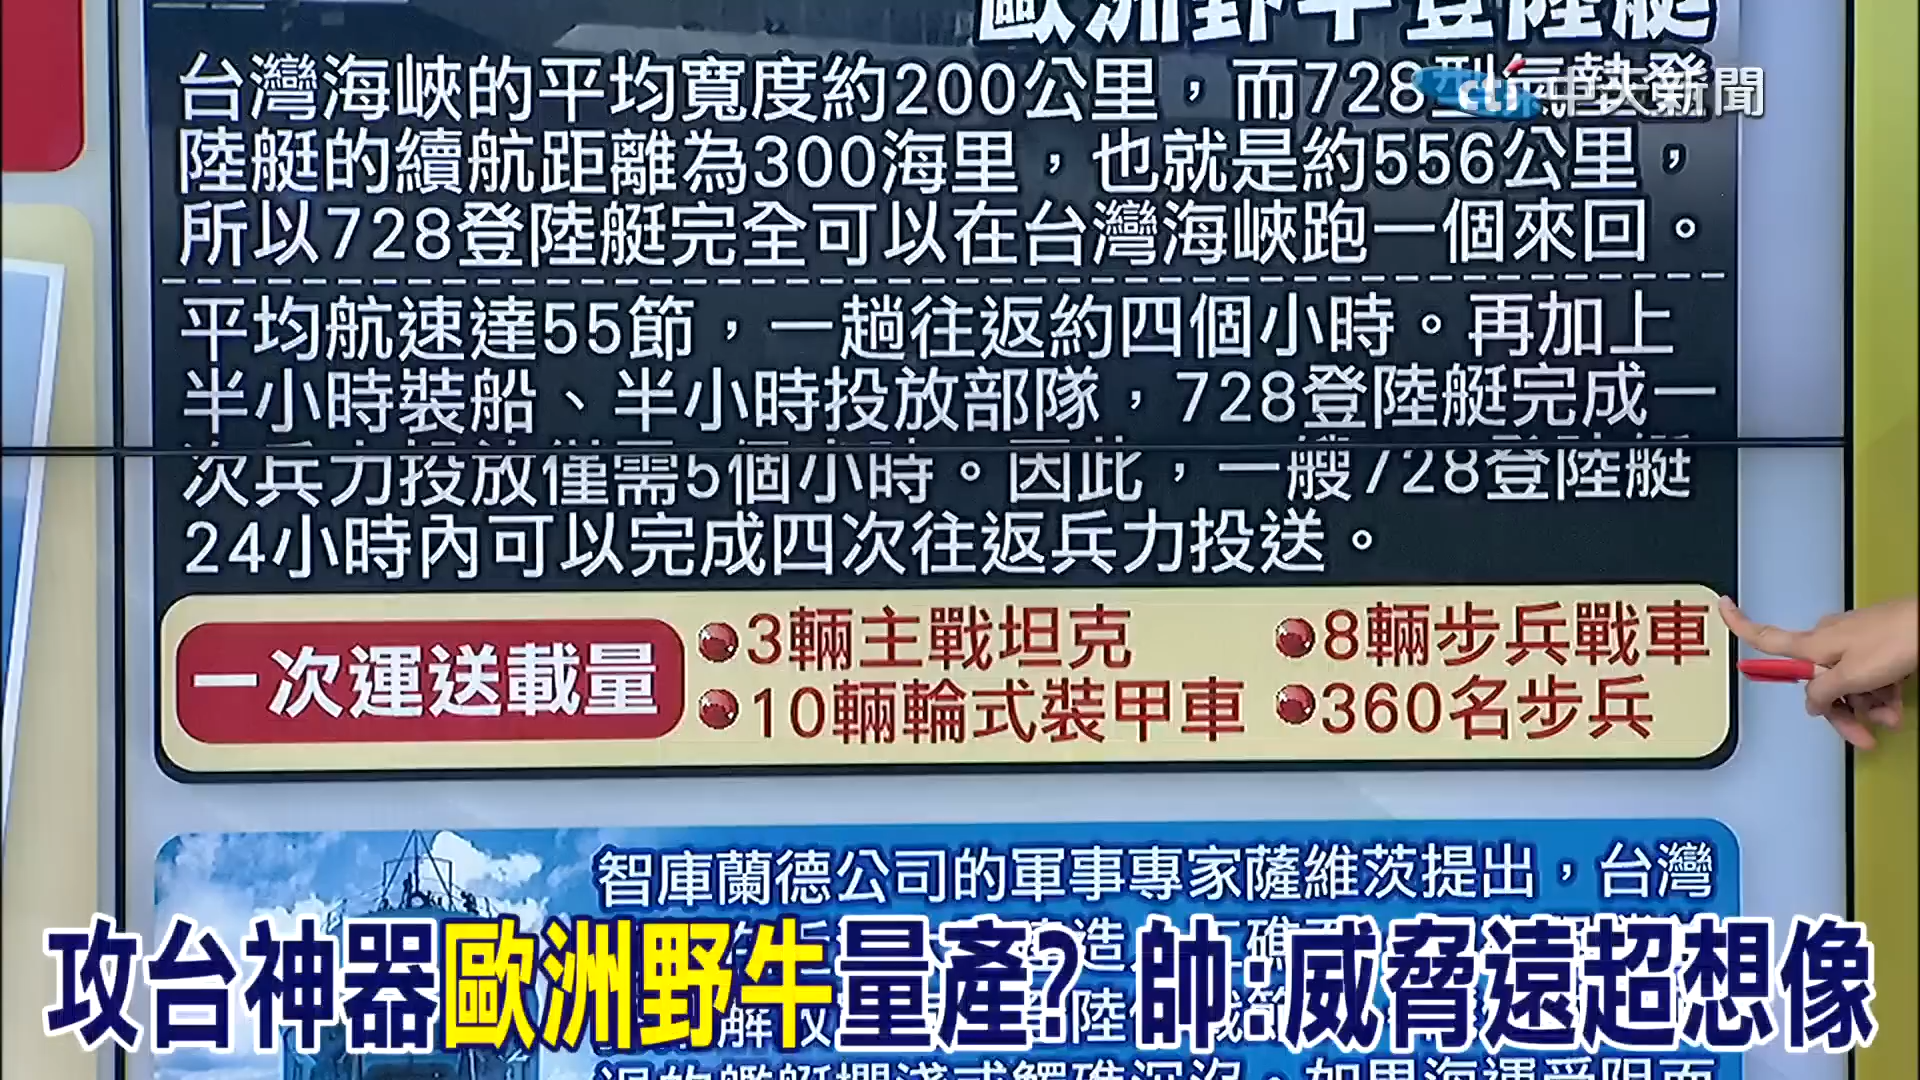 歐洲野牛登陸艇
台灣海峽的平均寬度約200公里，而728型氣墊登
cti 中天新聞
陸艇的續航距離為300海里，也就是約556公里，
所以728登陸艇完全可以在台灣海峽跑一個來回。
平均航速達55節，一趟往返約四個小時。再加上
半小時裝船、半小時投放部隊，728登陸艇完成一
次兵力投放僅需5個小時。因此，一艘728登陸艇
24小時內可以完成四次往返兵力投送。
一次運送載量
3輛主戰坦克
8輛步兵戰車
10輛輪式裝甲車
360名步兵
智庫蘭德公司的軍事專家薩維茨提出，台灣
攻台神器歐洲野牛量產? 帥:威脅遠超想像